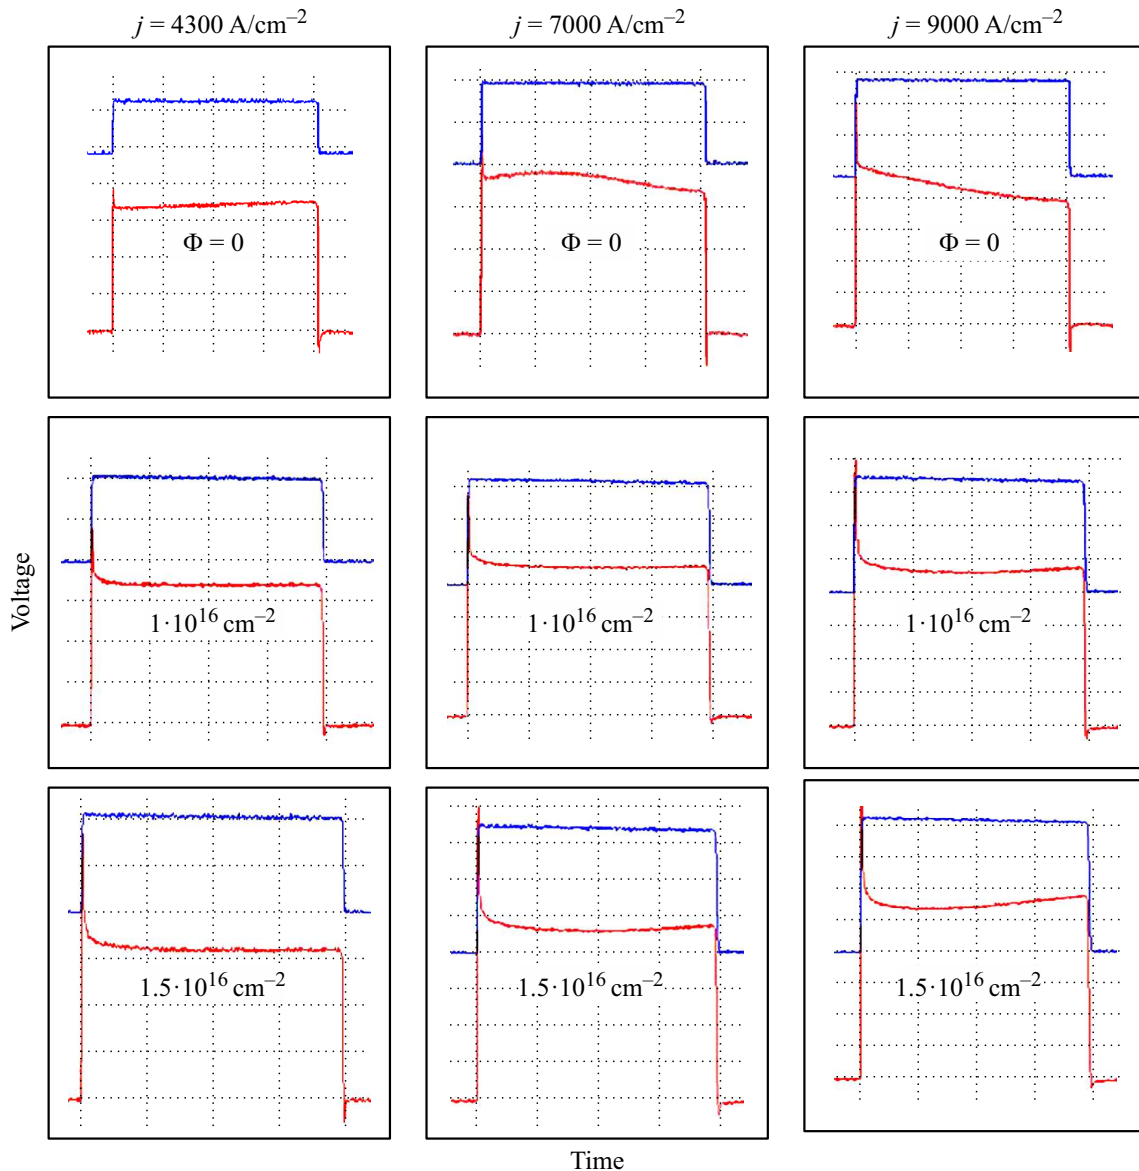 j = 4300 A/cm⁻² j = 7000 A/cm⁻² j = 9000 A/cm⁻²
Φ = 0 Φ = 0 Φ = 0
Voltage
1·10¹⁶ cm⁻² 1·10¹⁶ cm⁻² 1·10¹⁶ cm⁻²
1.5·10¹⁶ cm⁻² 1.5·10¹⁶ cm⁻² 1.5·10¹⁶ cm⁻²
Time